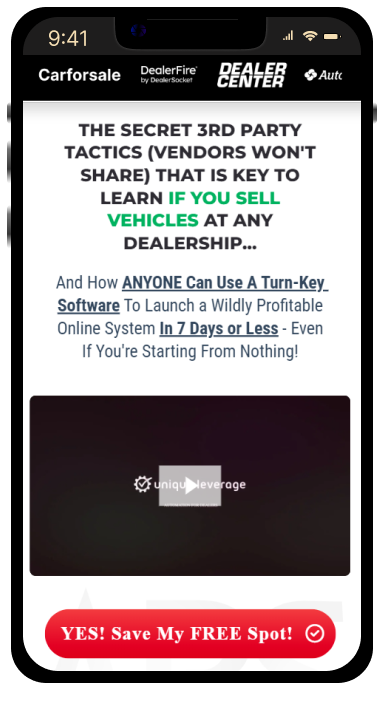 9:41
Carforsale DealerFire DEALER Auto
by DealerSocket CENTER
THE SECRET 3RD PARTY
TACTICS (VENDORS WON'T
SHARE) THAT IS KEY TO
LEARN IF YOU SELL
VEHICLES AT ANY
DEALERSHIP...
And How ANYONE Can Use A Turn-Key
Software To Launch a Wildly Profitable
Online System In 7 Days or Less - Even
If You're Starting From Nothing!
leverage
YES! Save My FREE Spot!